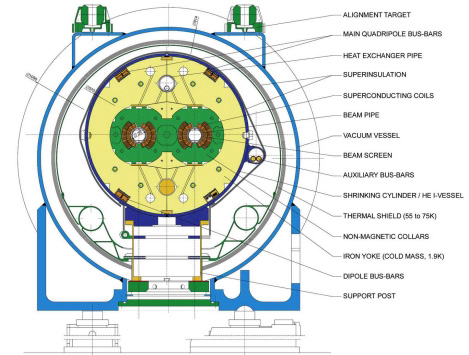 ALIGNMENT TARGET
MAIN QUADRIPOLE BUS-BARS
HEAT EXCHANGER PIPE
SUPERINSULATION
SUPERCONDUCTING COILS
BEAM PIPE
VACUUM VESSEL
BEAM SCREEN
AUXILIARY BUS-BARS
SHRINKING CYLINDER / HE I-VESSEL
THERMAL SHIELD (55 to 75K)
NON-MAGNETIC COLLARS
IRON YOKE (COLD MASS, 1.9K)
DIPOLE BUS-BARS
SUPPORT POST